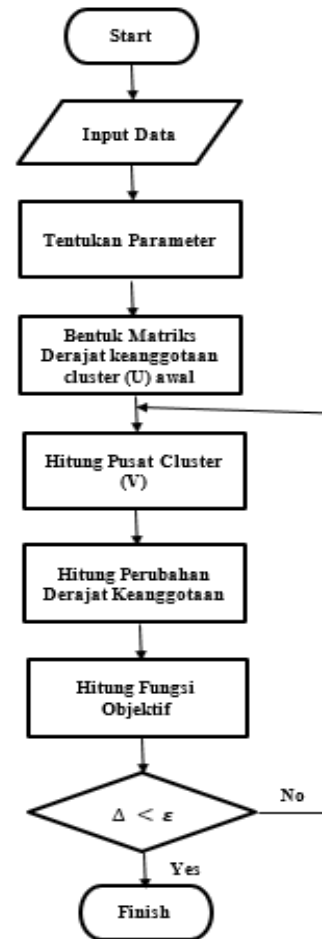 Start
Input Data
Tentukan Parameter
Bentuk Matriks
Derajat keanggotaan
cluster (U) awal
Hitung Pusat Cluster
(V)
Hitung Perubahan
Derajat Keanggotaan
Hitung Fungsi
Objektif
Δ < ε
No
Yes
Finish